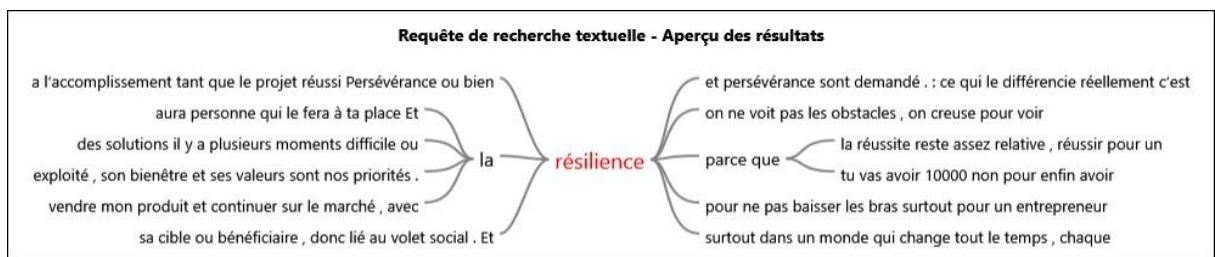 Requête de recherche textuelle - Aperçu des résultats
a l'accomplissement tant que le projet réussi Persévérance ou bien
aura personne qui le fera à ta place Et
des solutions il y a plusieurs moments difficile ou
exploité , son bienêtre et ses valeurs sont nos priorités .
vendre mon produit et continuer sur le marché , avec
sa cible ou bénéficiaire , donc lié au volet social . Et
la
résilience
et persévérance sont demandé . : ce qui le différencie réellement c'est
on ne voit pas les obstacles , on creuse pour voir
parce que
la réussite reste assez relative , réussir pour un
tu vas avoir 10000 non pour enfin avoir
pour ne pas baisser les bras surtout pour un entrepreneur
surtout dans un monde qui change tout le temps , chaque